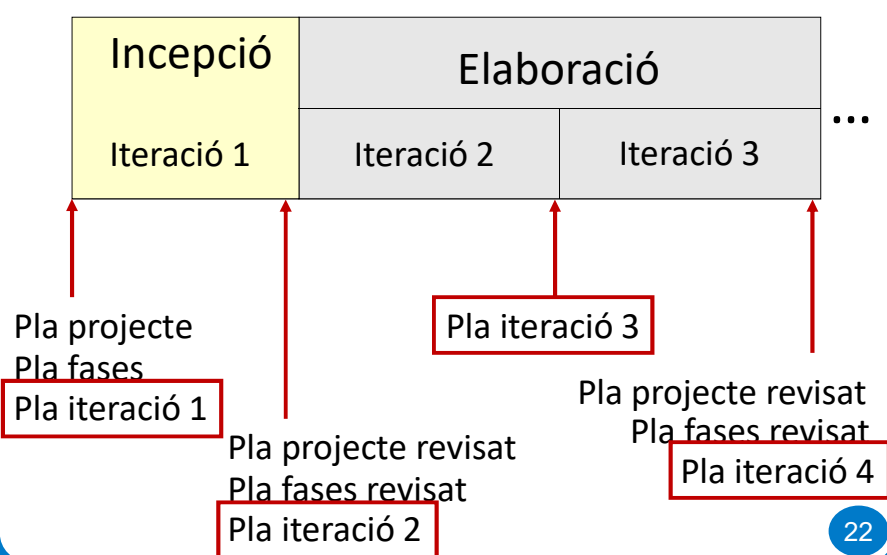 Incepció
Elaboració
...
Iteració 1
Iteració 2
Iteració 3
Pla projecte
Pla fases
Pla iteració 1
Pla projecte revisat
Pla fases revisat
Pla iteració 2
Pla iteració 3
Pla projecte revisat
Pla fases revisat
Pla iteració 4
22